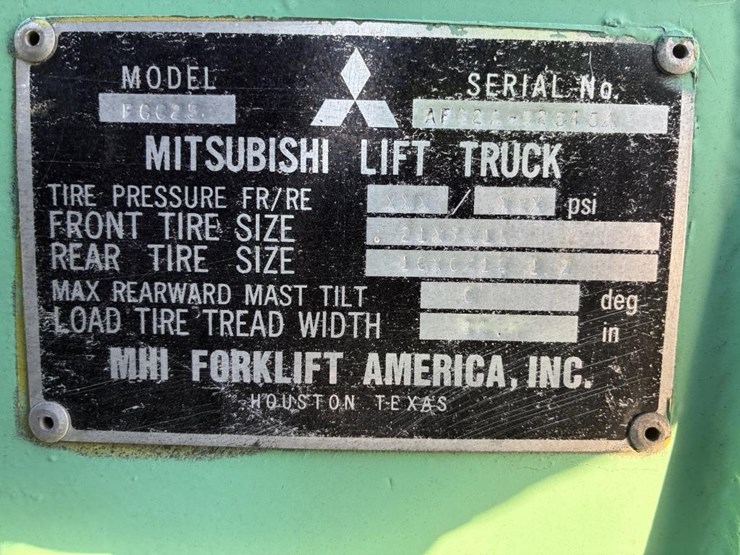 MODEL
SERIAL No.
FGC25
MITSUBISHI LIFT TRUCK
TIRE PRESSURE FR/RE / psi
FRONT TIRE SIZE
REAR TIRE SIZE
MAX REARWARD MAST TILT deg
LOAD TIRE TREAD WIDTH in
MHI FORKLIFT AMERICA, INC.
HOUSTON TEXAS